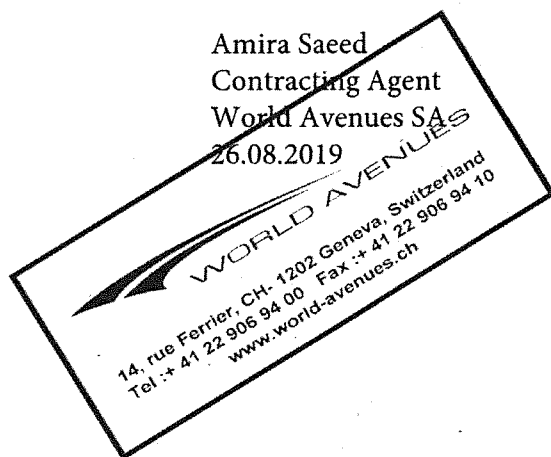 Amira Saeed
Contracting Agent
World Avenues SA
26.08.2019
WORLD AVENUES
14, rue Ferrier, CH- 1202 Geneva, Switzerland
Tel :+ 41 22 906 94 00 Fax :+ 41 22 906 94 10
www.world-avenues.ch